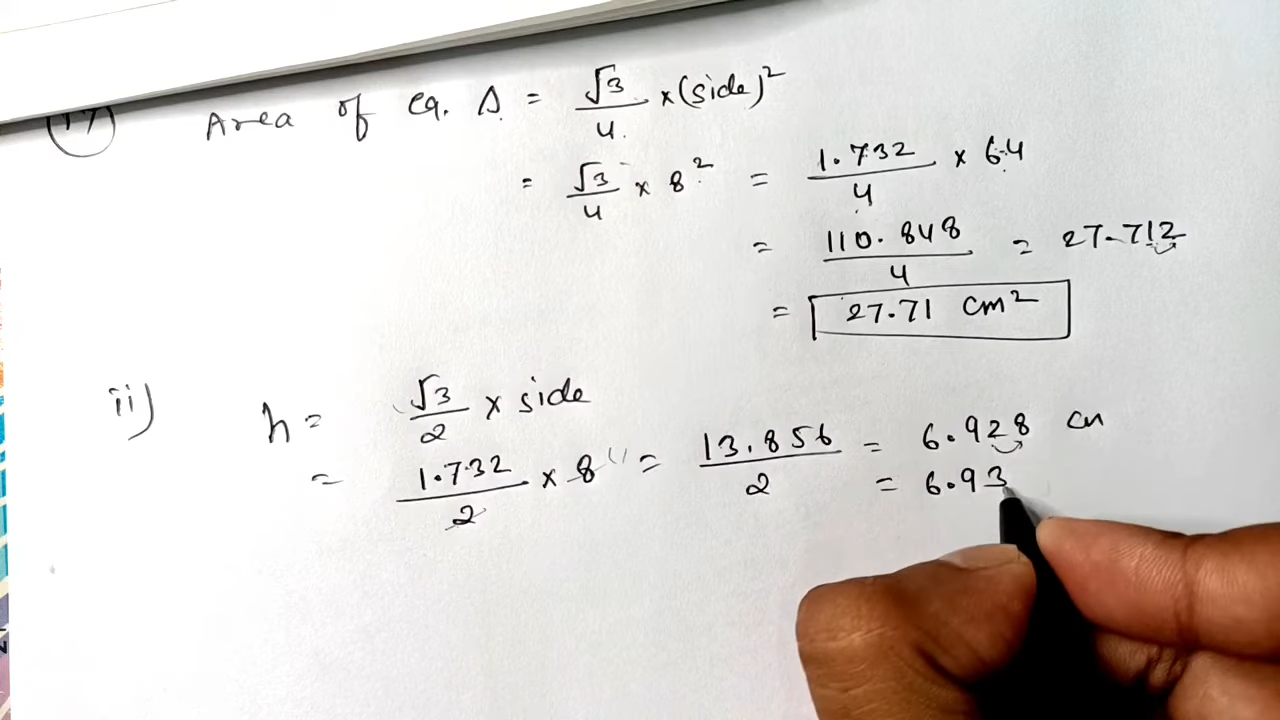 (17) Area of eq. Δ = √3/4 × (side)²
= √3/4 × 8² = 1.732/4 × 64
= 110.848/4 = 27.712
= 27.71 cm²
ii) h = √3/2 × side
= 1.732/2 × 8 = 13.856/2 = 6.928 cm
= 6.93